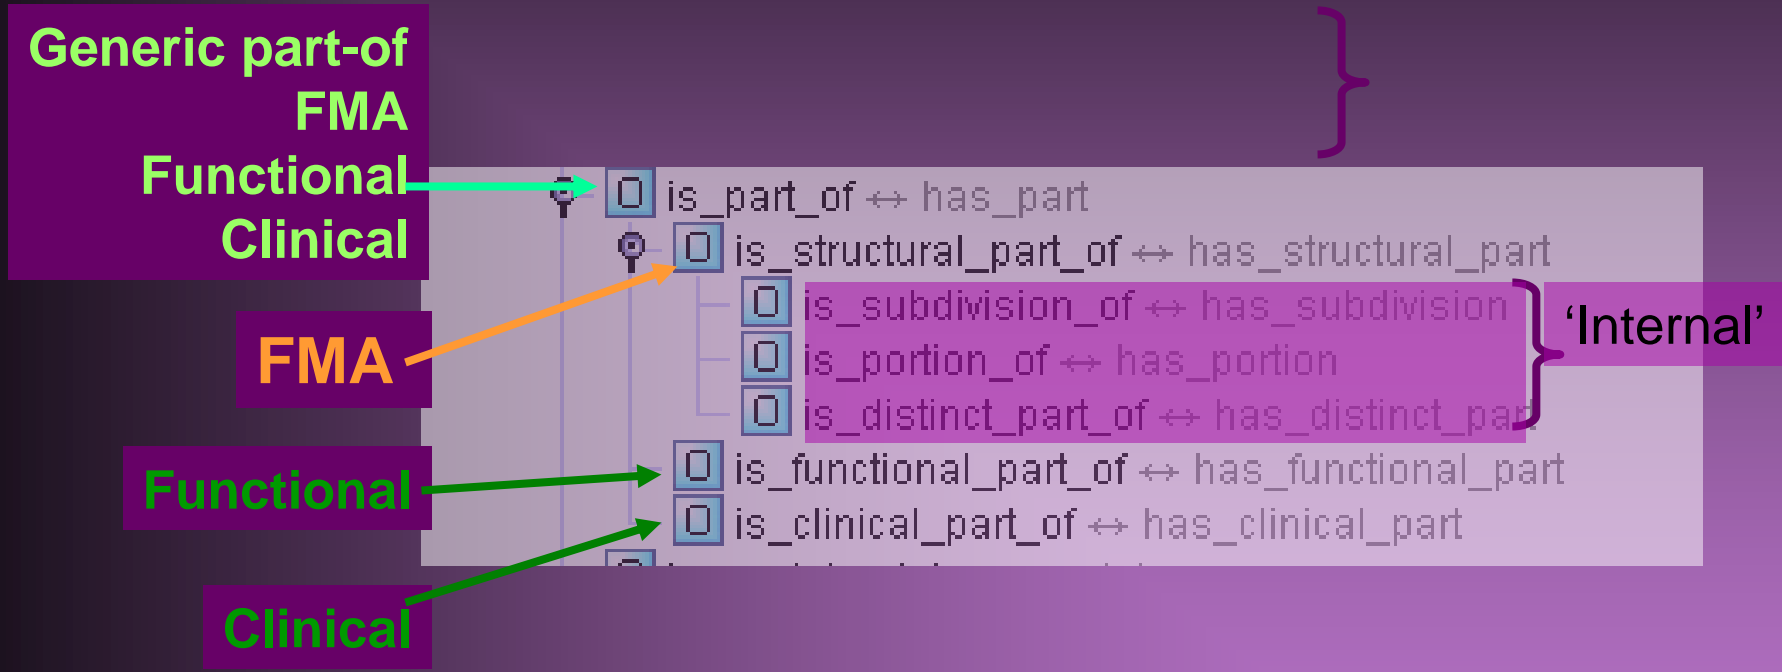 Generic part-of
FMA
Functional
Clinical
O is_part_of ↔ has_part
O is_structural_part_of ↔ has_structural_part
O is_subdivision_of ↔ has_subdivision
‘Internal’
FMA
O is_portion_of ↔ has_portion
O is_distinct_part_of ↔ has_distinct_part
Functional
O is_functional_part_of ↔ has_functional_part
O is_clinical_part_of ↔ has_clinical_part
Clinical